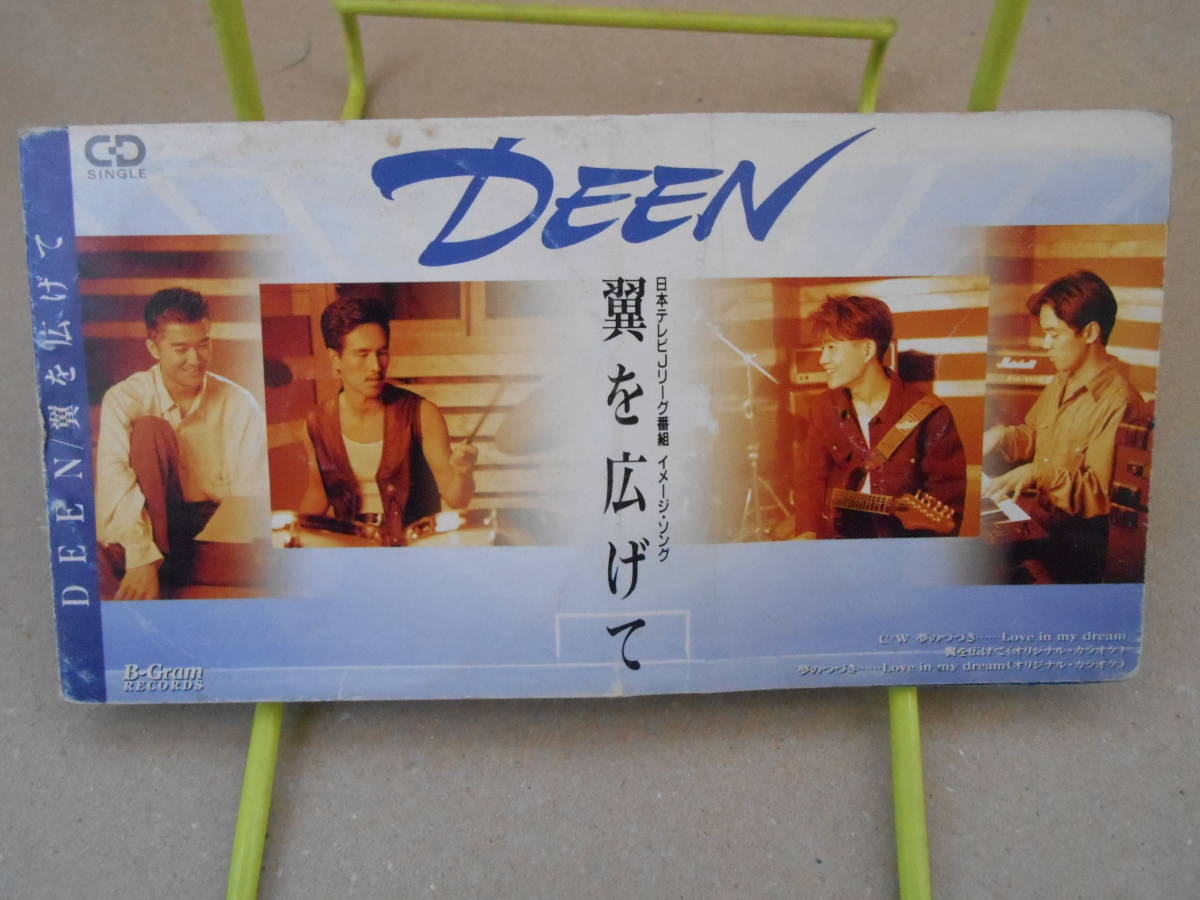 CD
SINGLE
DEEN
DEEN/翼を広げて
日本テレビJリーグ番組 イメージ・ソング
翼を広げて
Marshall
B-Gram
RECORDS
C/W 夢のつづき……Love in my dream
翼を広げて(オリジナル・カラオケ)
夢のつづき……Love in my dream(オリジナル・カラオケ)